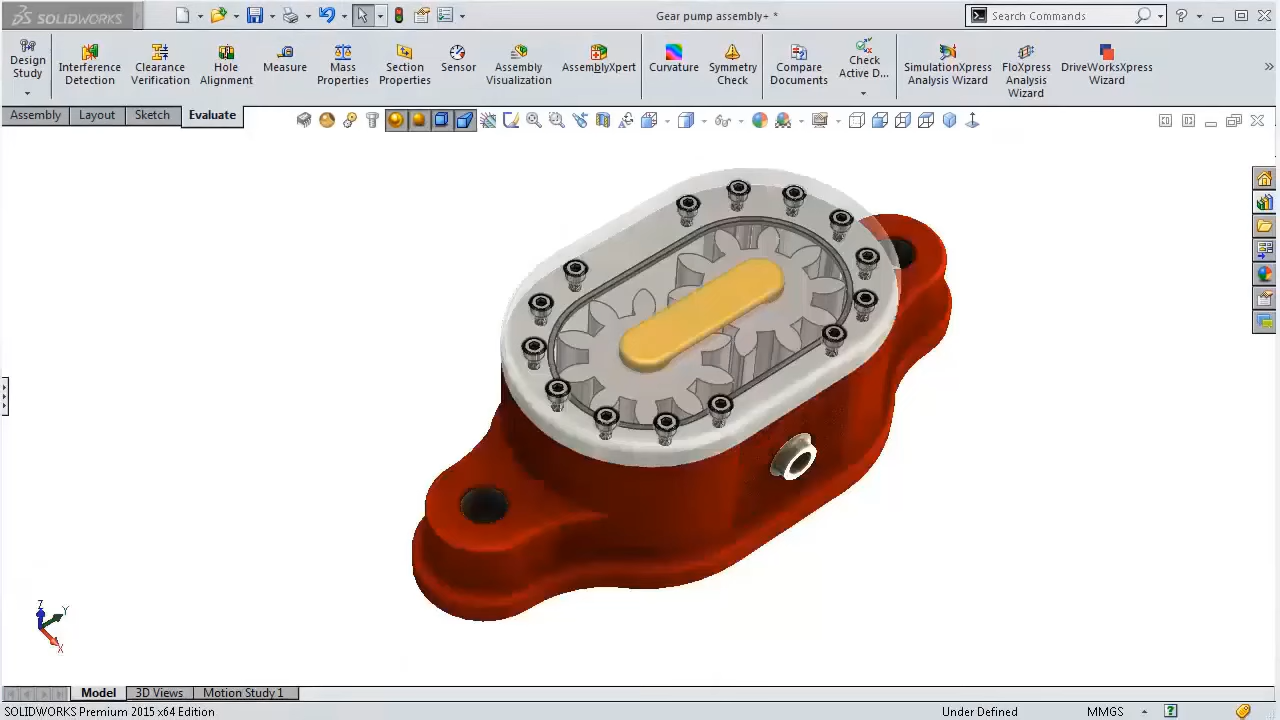 SOLIDWORKS
Gear pump assembly+ *
Search Commands
Design Study
Interference Detection
Clearance Verification
Hole Alignment
Measure
Mass Properties
Section Properties
Sensor
Assembly Visualization
AssemblyXpert
Curvature
Symmetry Check
Compare Documents
Check Active D...
SimulationXpress Analysis Wizard
FloXpress Analysis Wizard
DriveWorksXpress Wizard
Assembly
Layout
Sketch
Evaluate
Z
Y
X
Model
3D Views
Motion Study 1
SOLIDWORKS Premium 2015 x64 Edition
Under Defined
MMGS